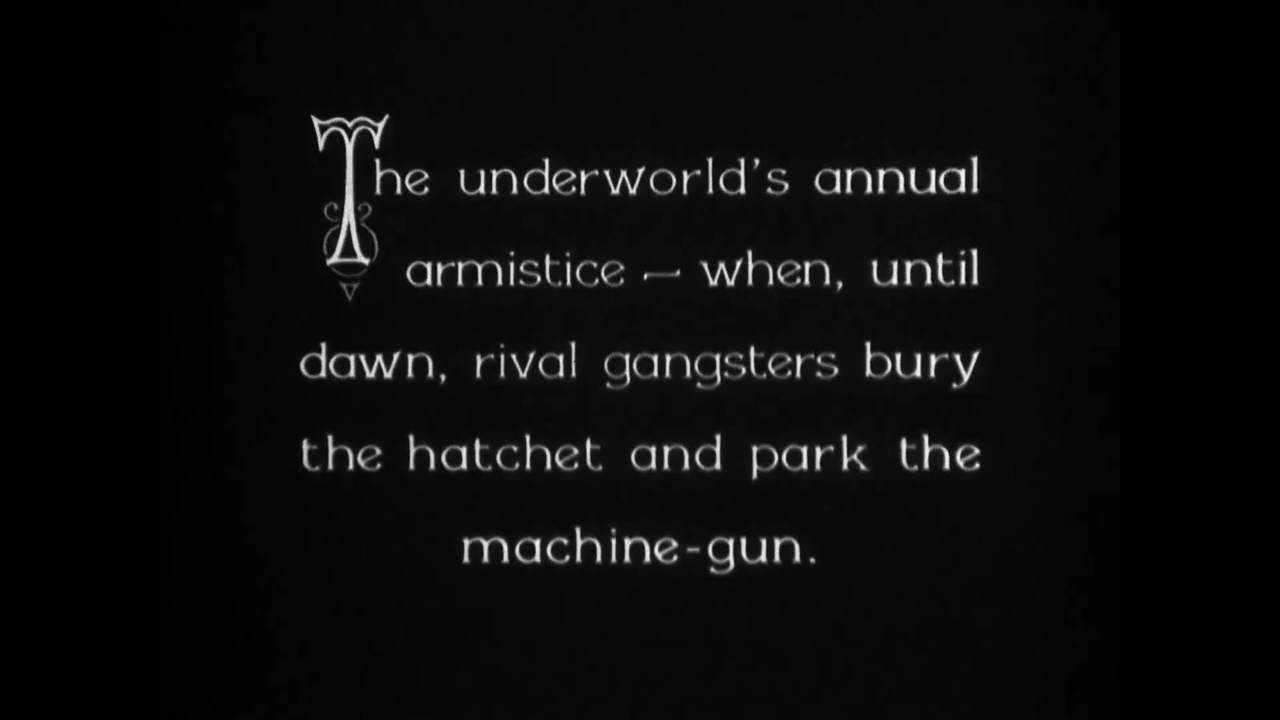 The underworld's annual
armistice — when, until
dawn, rival gangsters bury
the hatchet and park the
machine-gun.